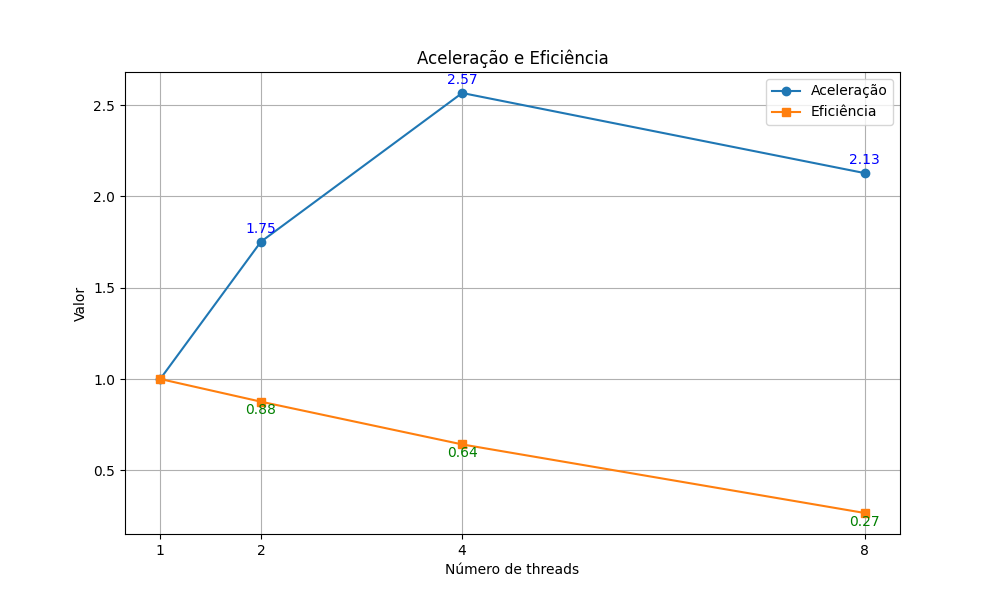 Aceleração e Eficiência
2.57
Aceleração
Eficiência
2.5
2.13
2.0
1.75
1.5
Valor
1.0
0.88
0.64
0.5
0.27
1 2 4 8
Número de threads